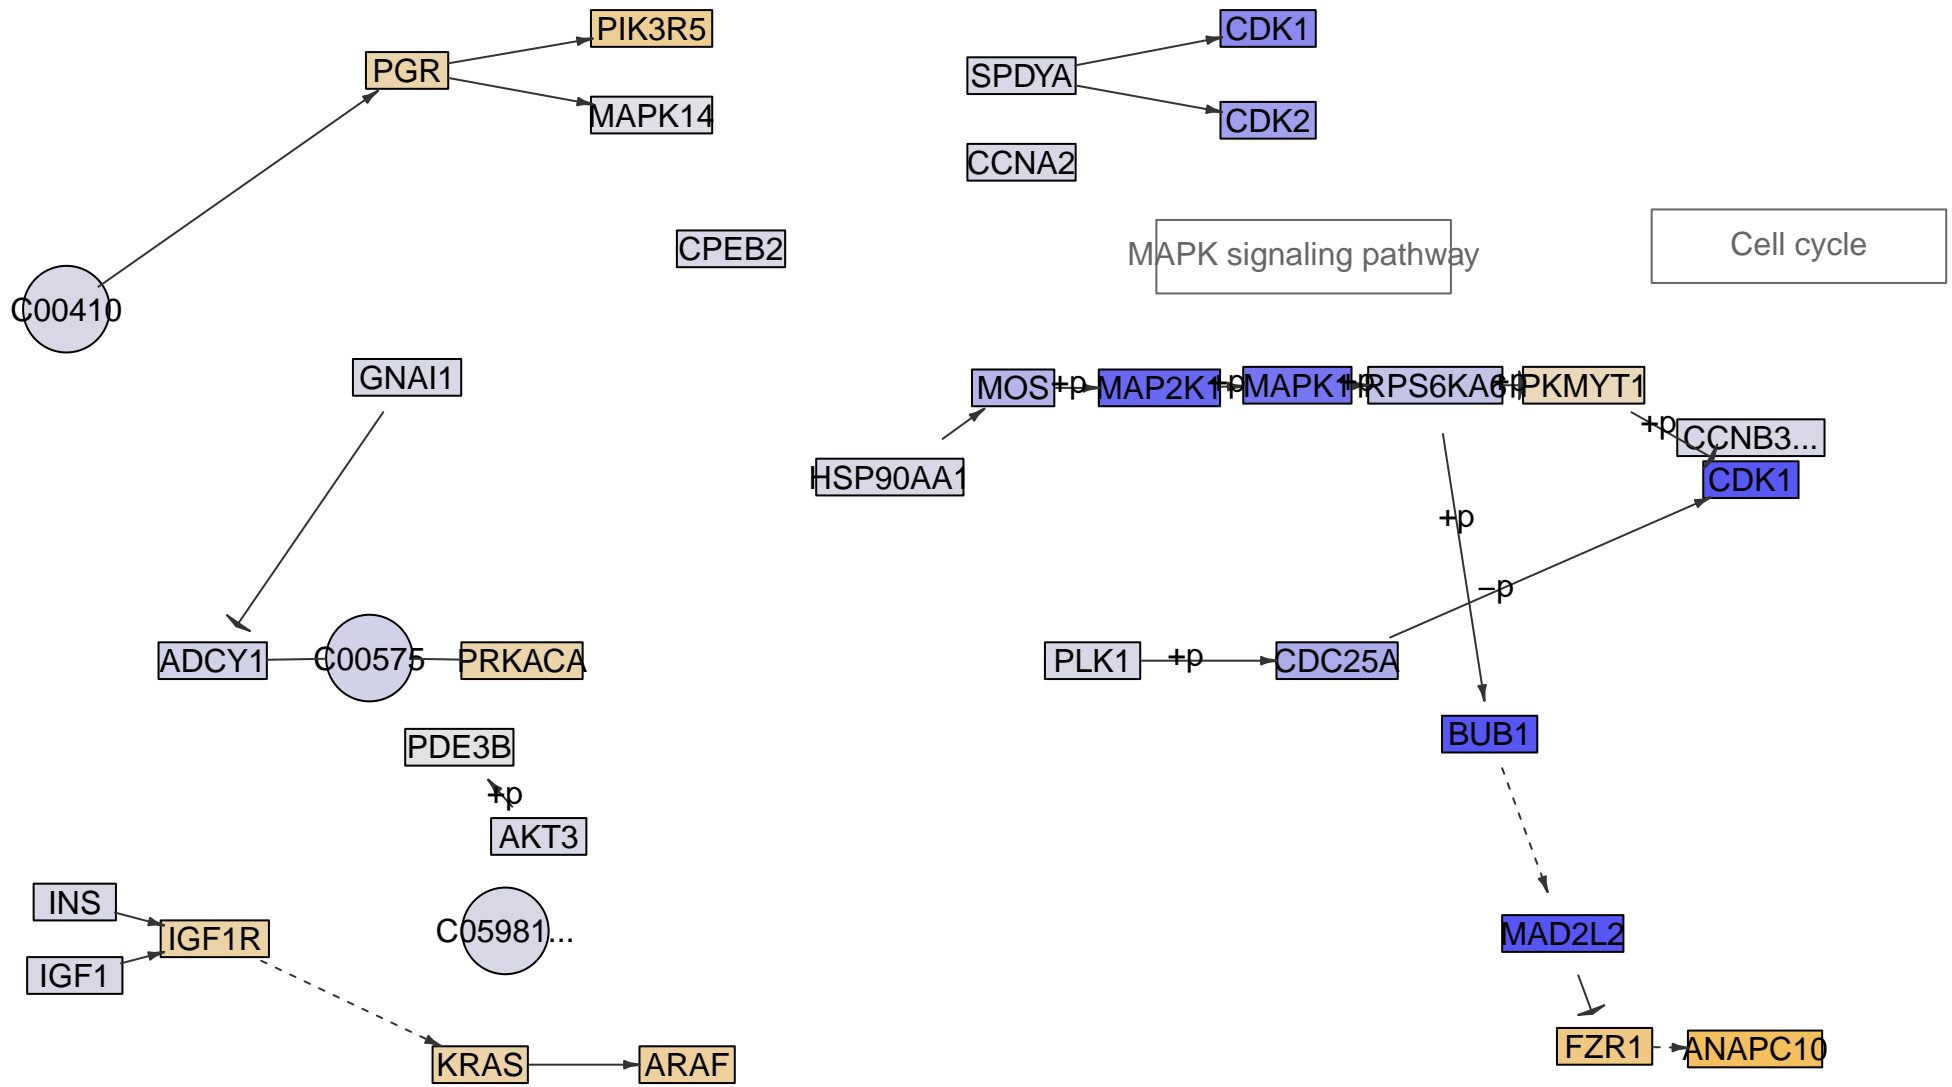 PIK3R5
CDK1
PGR
SPDYA
MAPK14
CDK2
CCNA2
CPEB2
MAPK signaling pathway
Cell cycle
C00410
GNAI1
MOS
+p
MAP2K1
+p
MAPK1
+p
RPS6KA6
+p
PKMYT1
+p
CCNB3...
HSP90AA1
CDK1
+p
−p
ADCY1
C00575
PRKACA
PLK1
+p
CDC25A
BUB1
PDE3B
+p
AKT3
INS
IGF1R
C05981...
MAD2L2
IGF1
FZR1
ANAPC10
KRAS
ARAF